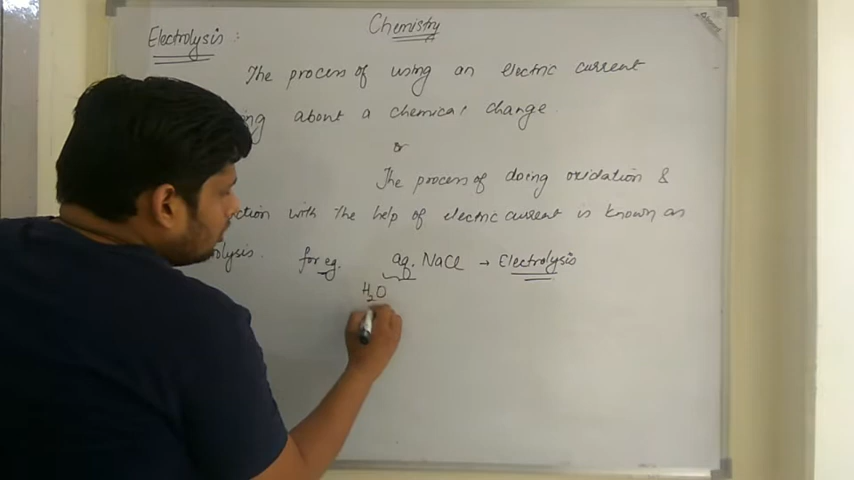 Chemistry
Electrolysis :
The process of using an electric current
about a chemical change
or
The process of doing oxidation &
with the help of electric current is known as
for eg. aq. NaCl → Electrolysis
H2O